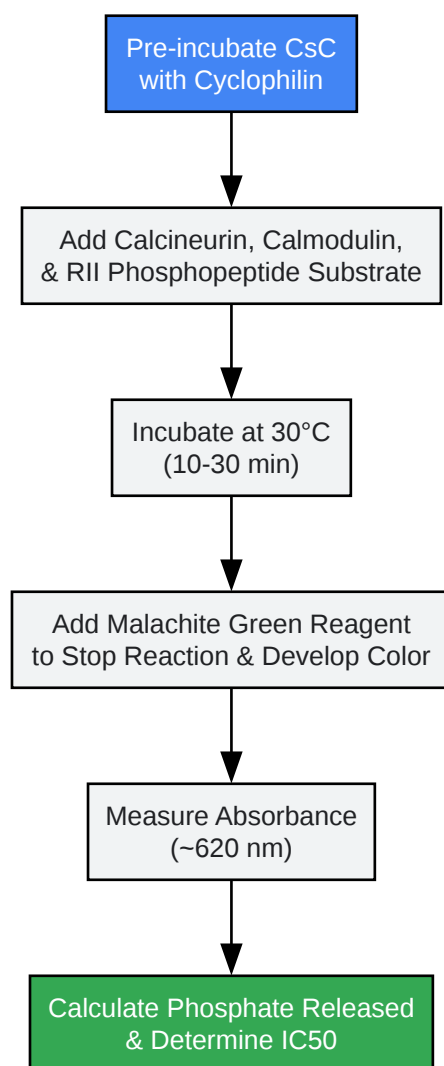 Pre-incubate CsC
with Cyclophilin
Add Calcineurin, Calmodulin,
& RII Phosphopeptide Substrate
Incubate at 30°C
(10-30 min)
Add Malachite Green Reagent
to Stop Reaction & Develop Color
Measure Absorbance
(~620 nm)
Calculate Phosphate Released
& Determine IC50